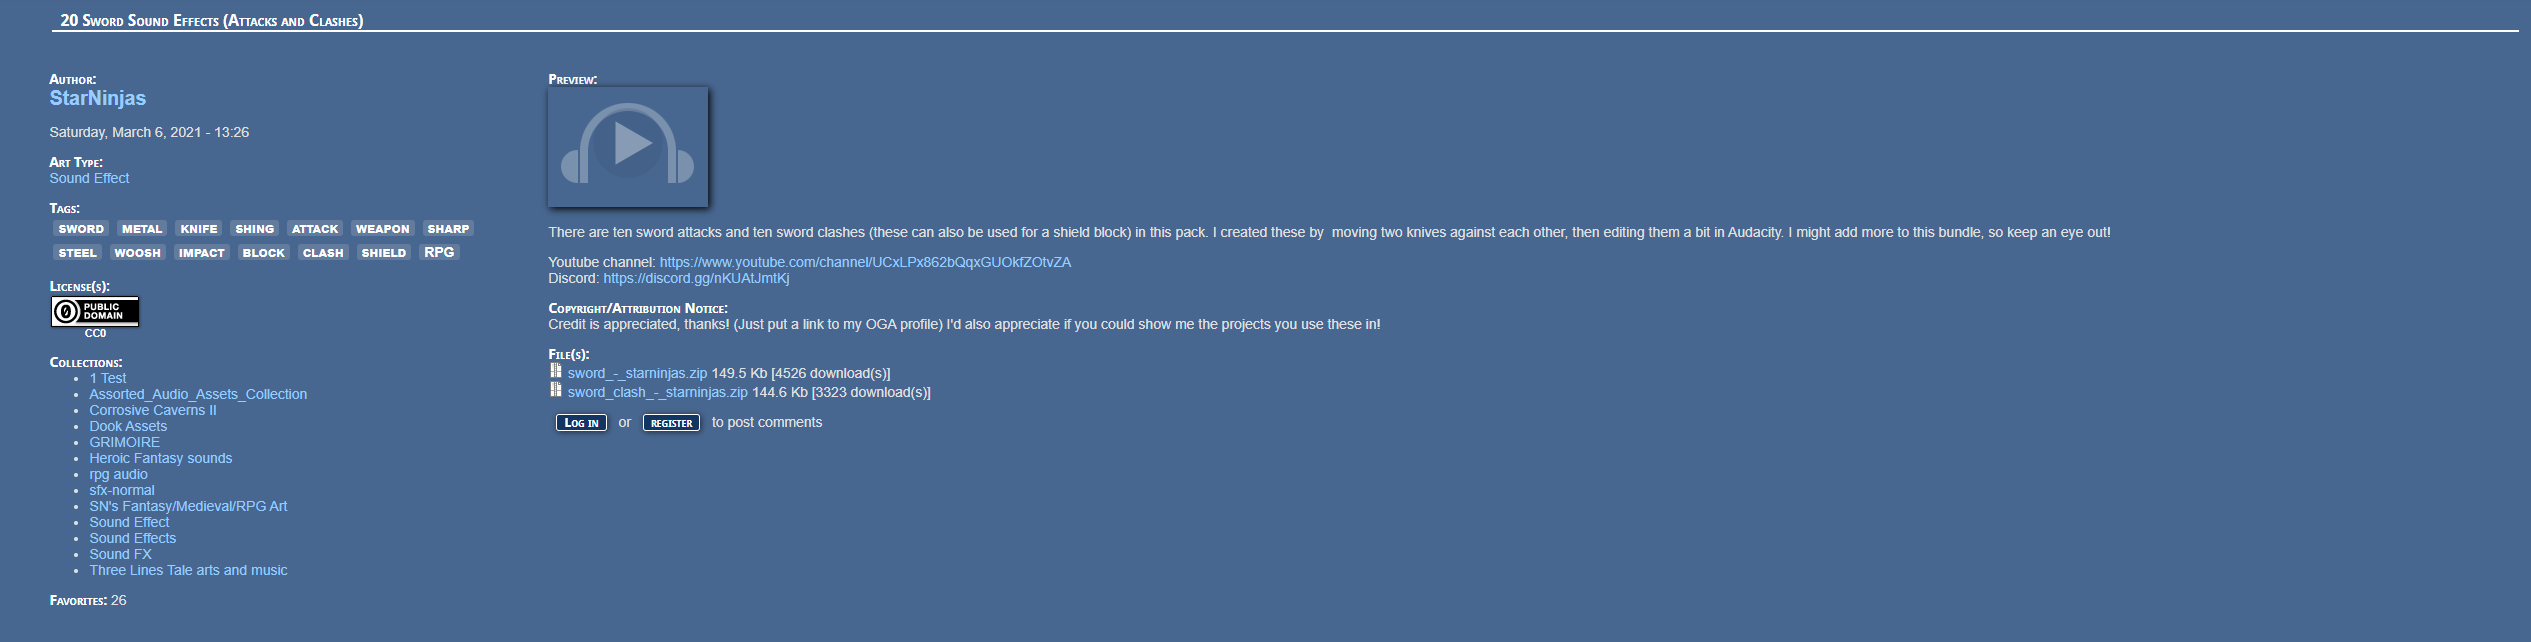 20 Sword Sound Effects (Attacks and Clashes)
Author:
StarNinjas
Saturday, March 6, 2021 - 13:26
Art Type:
Sound Effect
Tags:
SWORD METAL KNIFE SHING ATTACK WEAPON SHARP
STEEL WOOSH IMPACT BLOCK CLASH SHIELD RPG
License(s):
PUBLIC
DOMAIN
CC0
Collections:
1 Test
Assorted_Audio_Assets_Collection
Corrosive Caverns II
Dook Assets
GRIMOIRE
Heroic Fantasy sounds
rpg audio
sfx-normal
SN's Fantasy/Medieval/RPG Art
Sound Effect
Sound Effects
Sound FX
Three Lines Tale arts and music
Favorites: 26
Preview:
There are ten sword attacks and ten sword clashes (these can also be used for a shield block) in this pack. I created these by  moving two knives against each other, then editing them a bit in Audacity. I might add more to this bundle, so keep an eye out!
Youtube channel: https://www.youtube.com/channel/UCxLPx862bQqxGUOkfZOtvZA
Discord: https://discord.gg/nKUAtJmtKj
Copyright/Attribution Notice:
Credit is appreciated, thanks! (Just put a link to my OGA profile) I'd also appreciate if you could show me the projects you use these in!
File(s):
sword_-_starninjas.zip 149.5 Kb [4526 download(s)]
sword_clash_-_starninjas.zip 144.6 Kb [3323 download(s)]
Log in or register to post comments